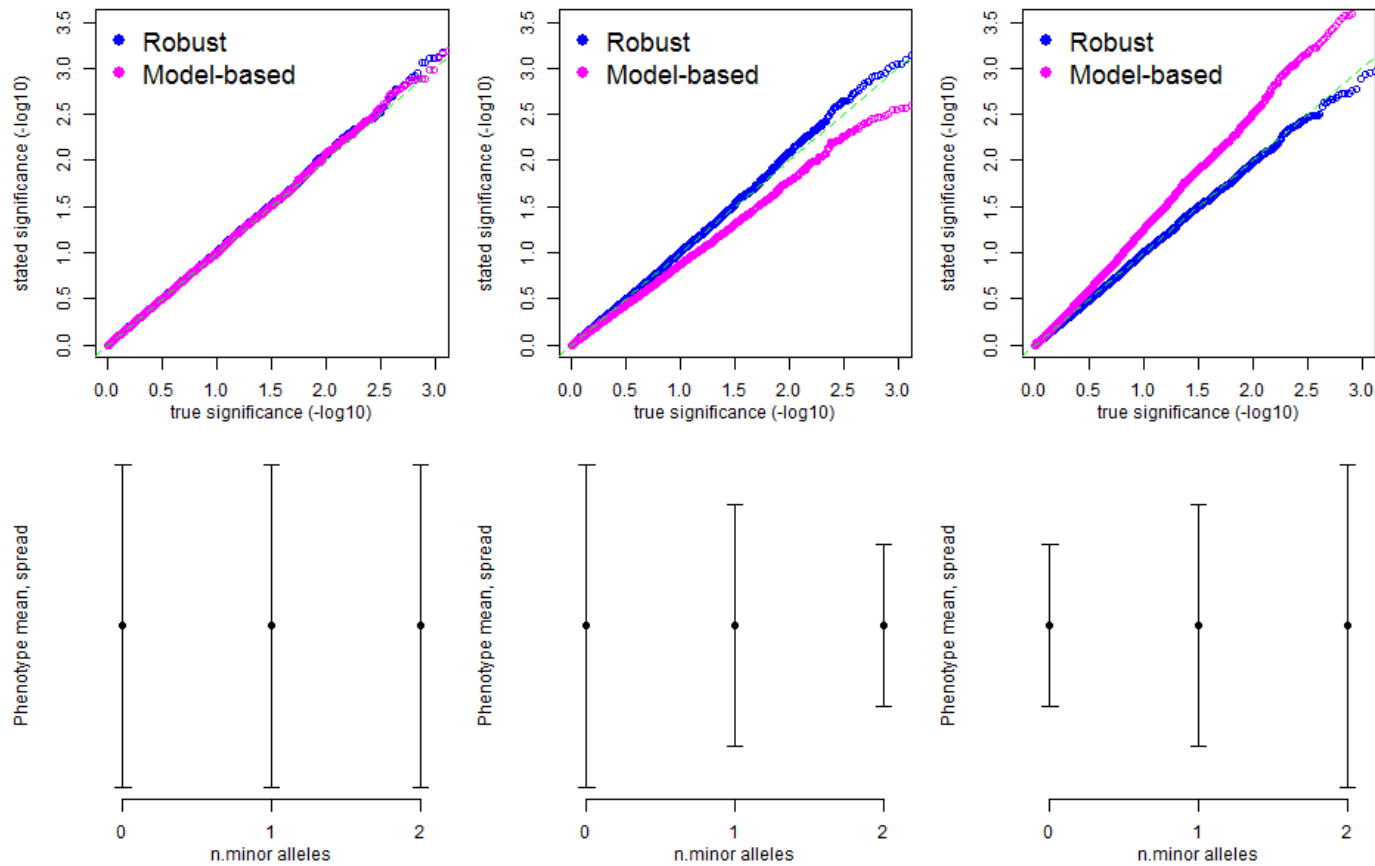 Robust
Model-based
stated significance (-log10)
0.0 0.5 1.0 1.5 2.0 2.5 3.0 3.5
0.0 0.5 1.0 1.5 2.0 2.5 3.0
true significance (-log10)
Robust
Model-based
stated significance (-log10)
0.0 0.5 1.0 1.5 2.0 2.5 3.0 3.5
0.0 0.5 1.0 1.5 2.0 2.5 3.0
true significance (-log10)
Robust
Model-based
stated significance (-log10)
0.0 0.5 1.0 1.5 2.0 2.5 3.0 3.5
0.0 0.5 1.0 1.5 2.0 2.5 3.0
true significance (-log10)
Phenotype mean, spread
0 1 2
n.minor alleles
Phenotype mean, spread
0 1 2
n.minor alleles
Phenotype mean, spread
0 1 2
n.minor alleles